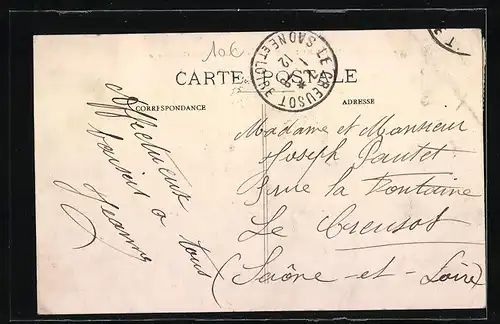 10€
CARTE POSTALE
LE CREUSOT
SAONE ET LOIRE
12
CORRESPONDANCE
ADRESSE
Affectueux
baisers a
tous
Jeanne
Madame et Monsieur
Joseph Pautet
rue la Fontaine
Le Creusot
(Saône-et-Loire)